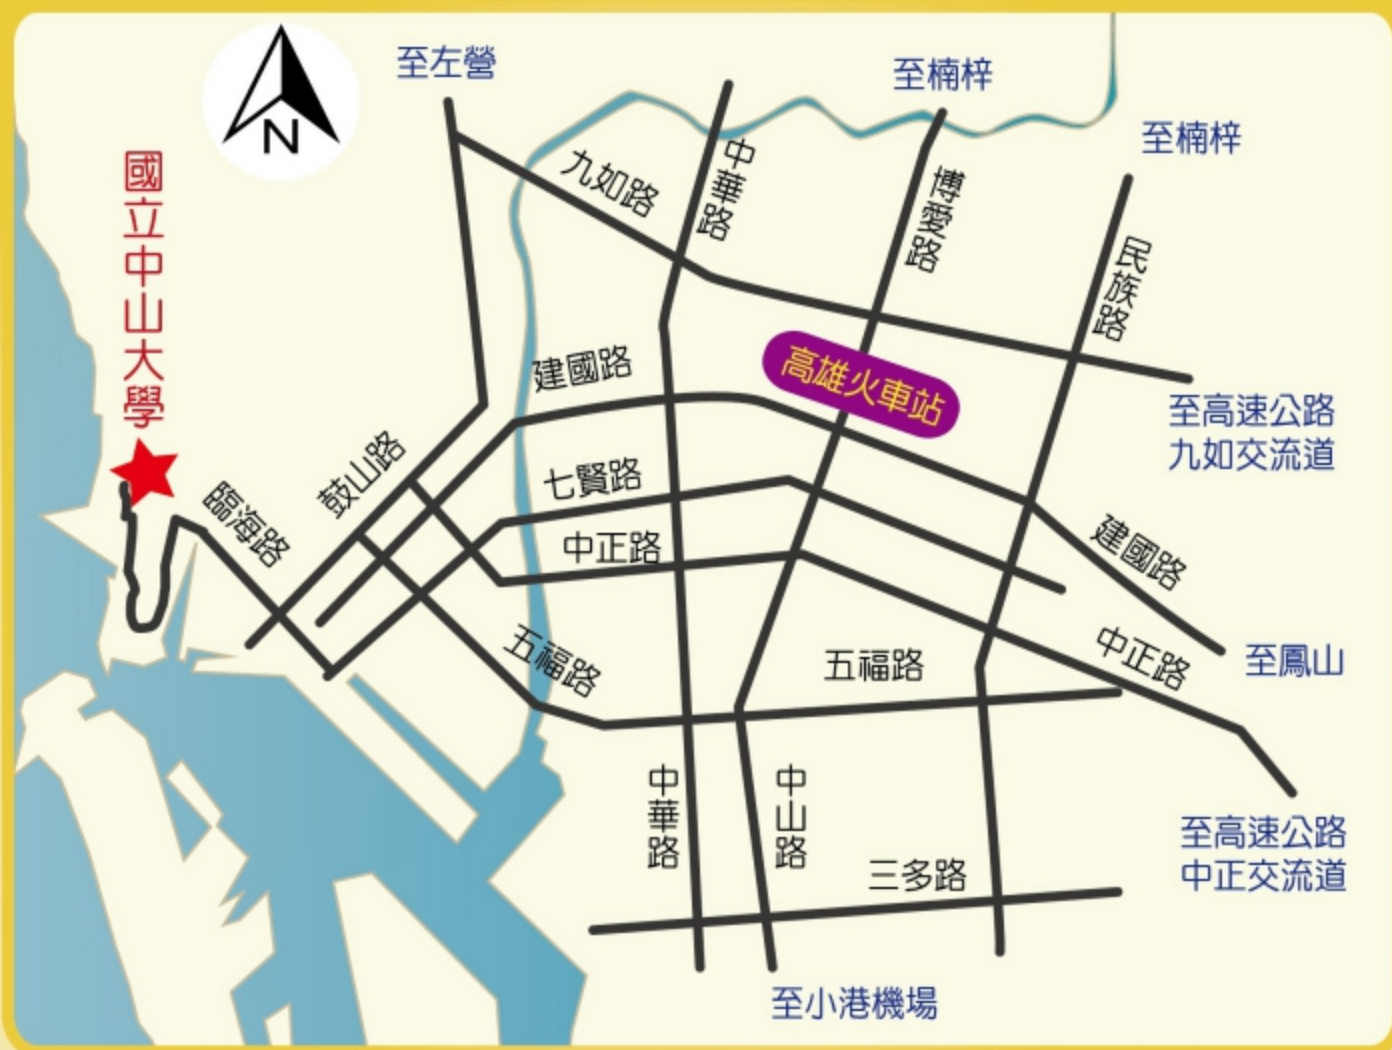 N
至左營
至楠梓
至楠梓
國立中山大學
九如路
中華路
博愛路
民族路
建國路
高雄火車站
至高速公路
九如交流道
鼓山路
七賢路
臨海路
中正路
建國路
五福路
五福路
中正路
至鳳山
中華路
中山路
三多路
至高速公路
中正交流道
至小港機場